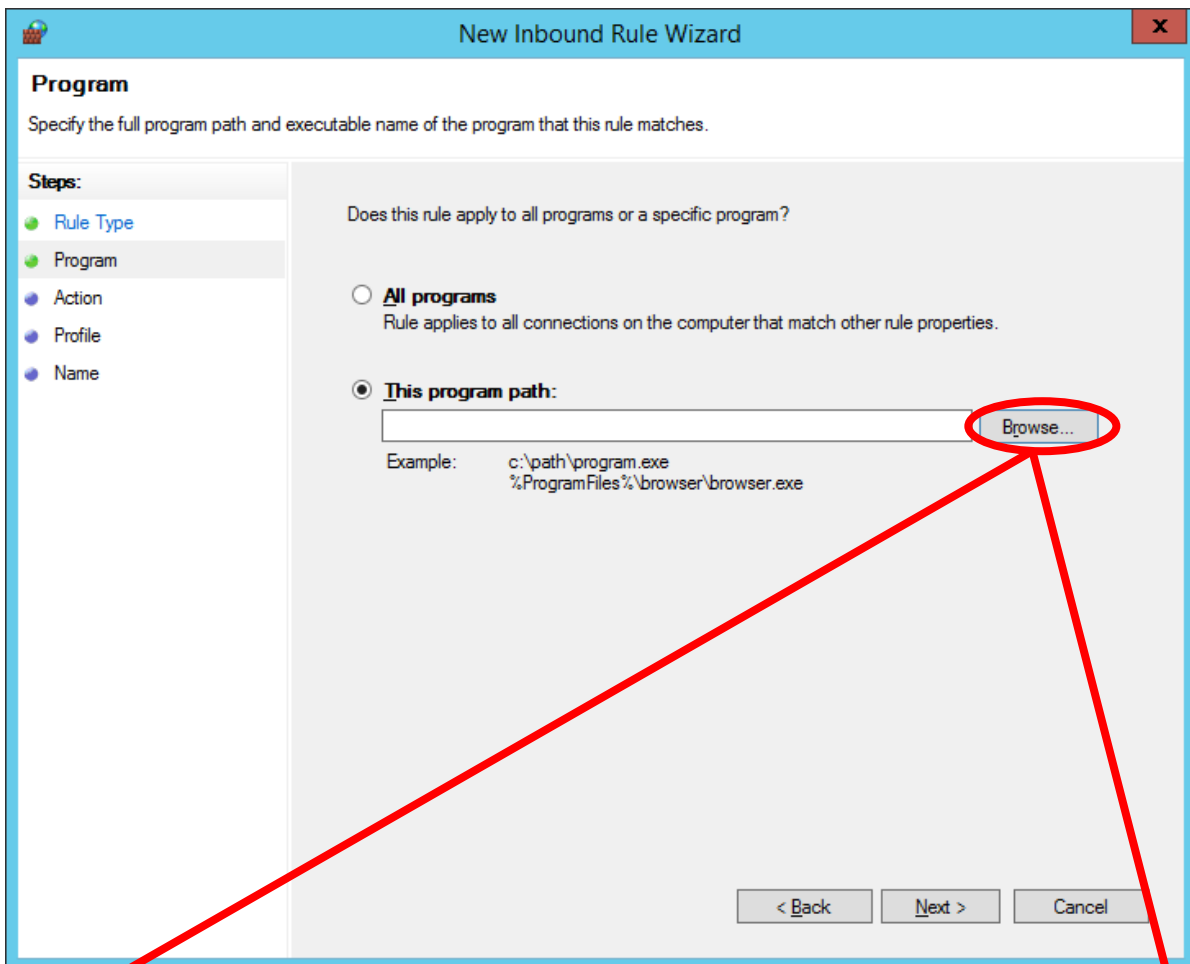 New Inbound Rule Wizard
x
Program
Specify the full program path and executable name of the program that this rule matches.
Steps:
Rule Type
Program
Action
Profile
Name
Does this rule apply to all programs or a specific program?
All programs
Rule applies to all connections on the computer that match other rule properties.
This program path:
Browse...
Example: c:\path\program.exe
%ProgramFiles%\browser\browser.exe
< Back Next > Cancel